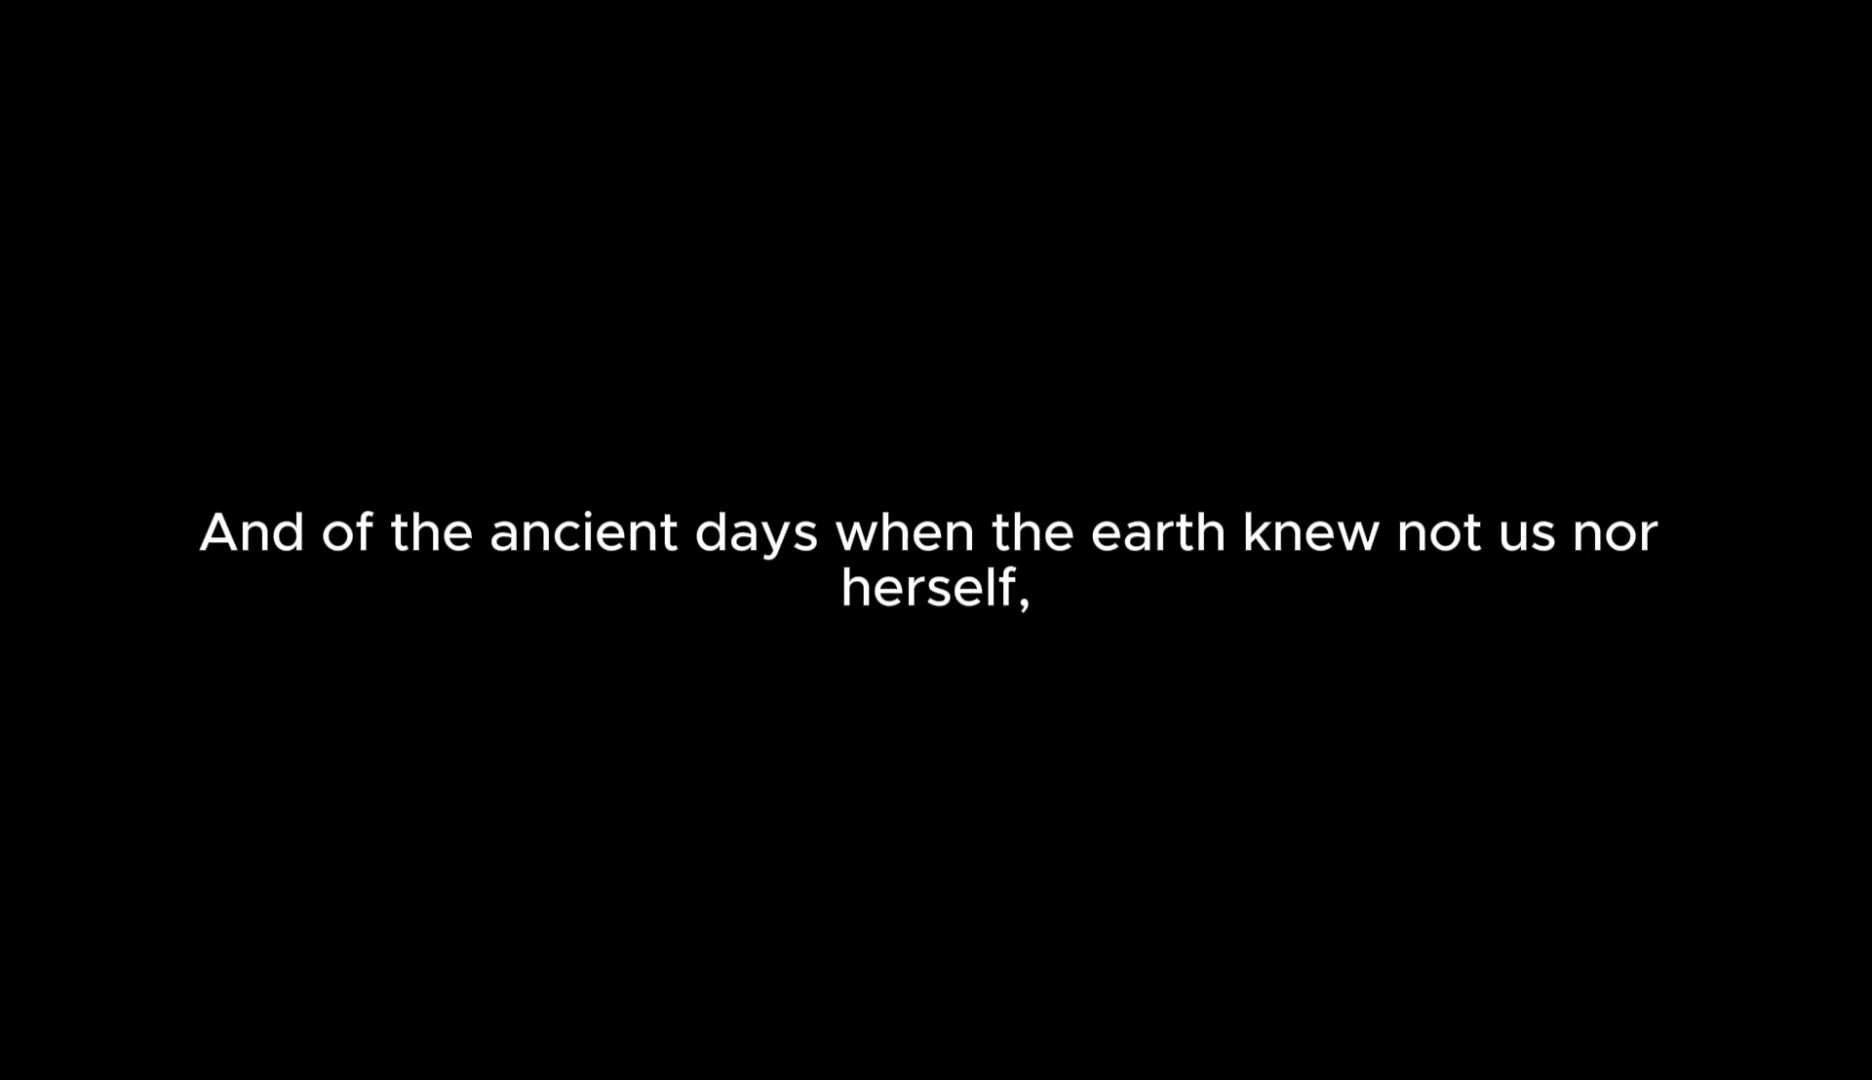 And of the ancient days when the earth knew not us nor
herself,